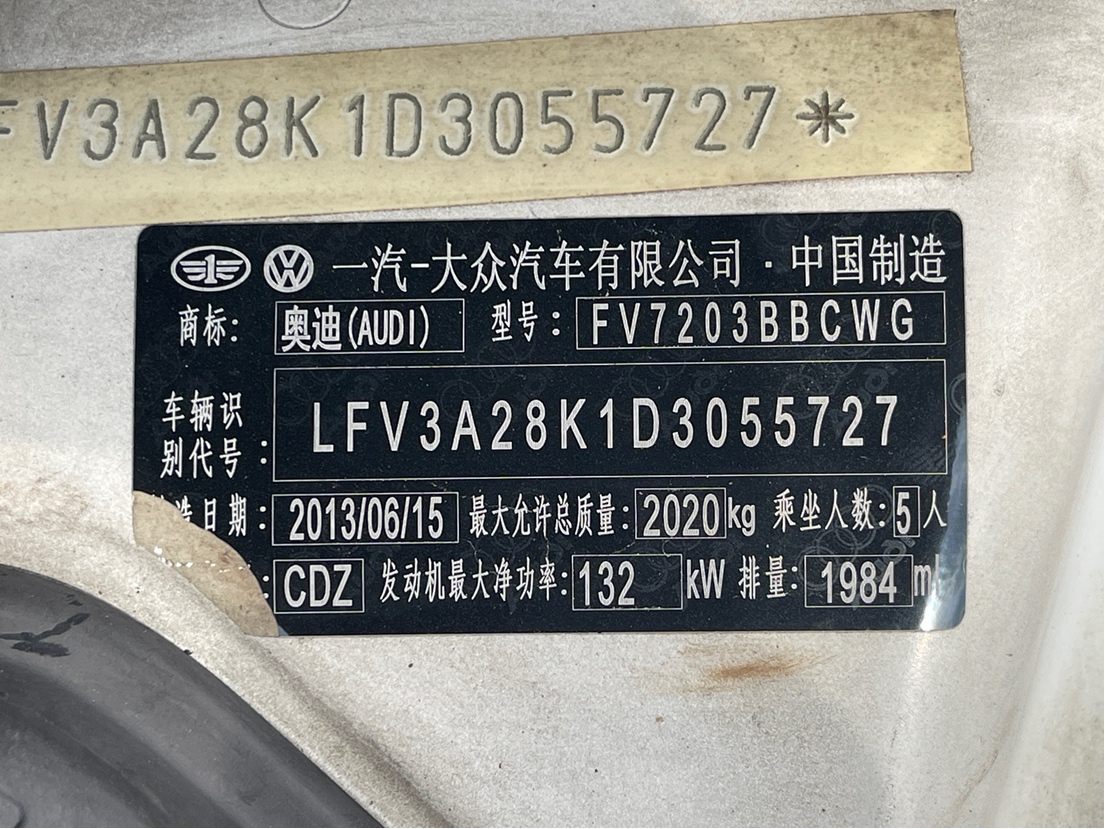 FV3A28K1D3055727*
一汽-大众汽车有限公司·中国制造
商标: 奥迪(AUDI) 型号: FV7203BBCWG
车辆识别代号: LFV3A28K1D3055727
造日期: 2013/06/15 最大允许总质量: 2020kg 乘坐人数: 5人
: CDZ 发动机最大净功率: 132 kW 排量: 1984 ml